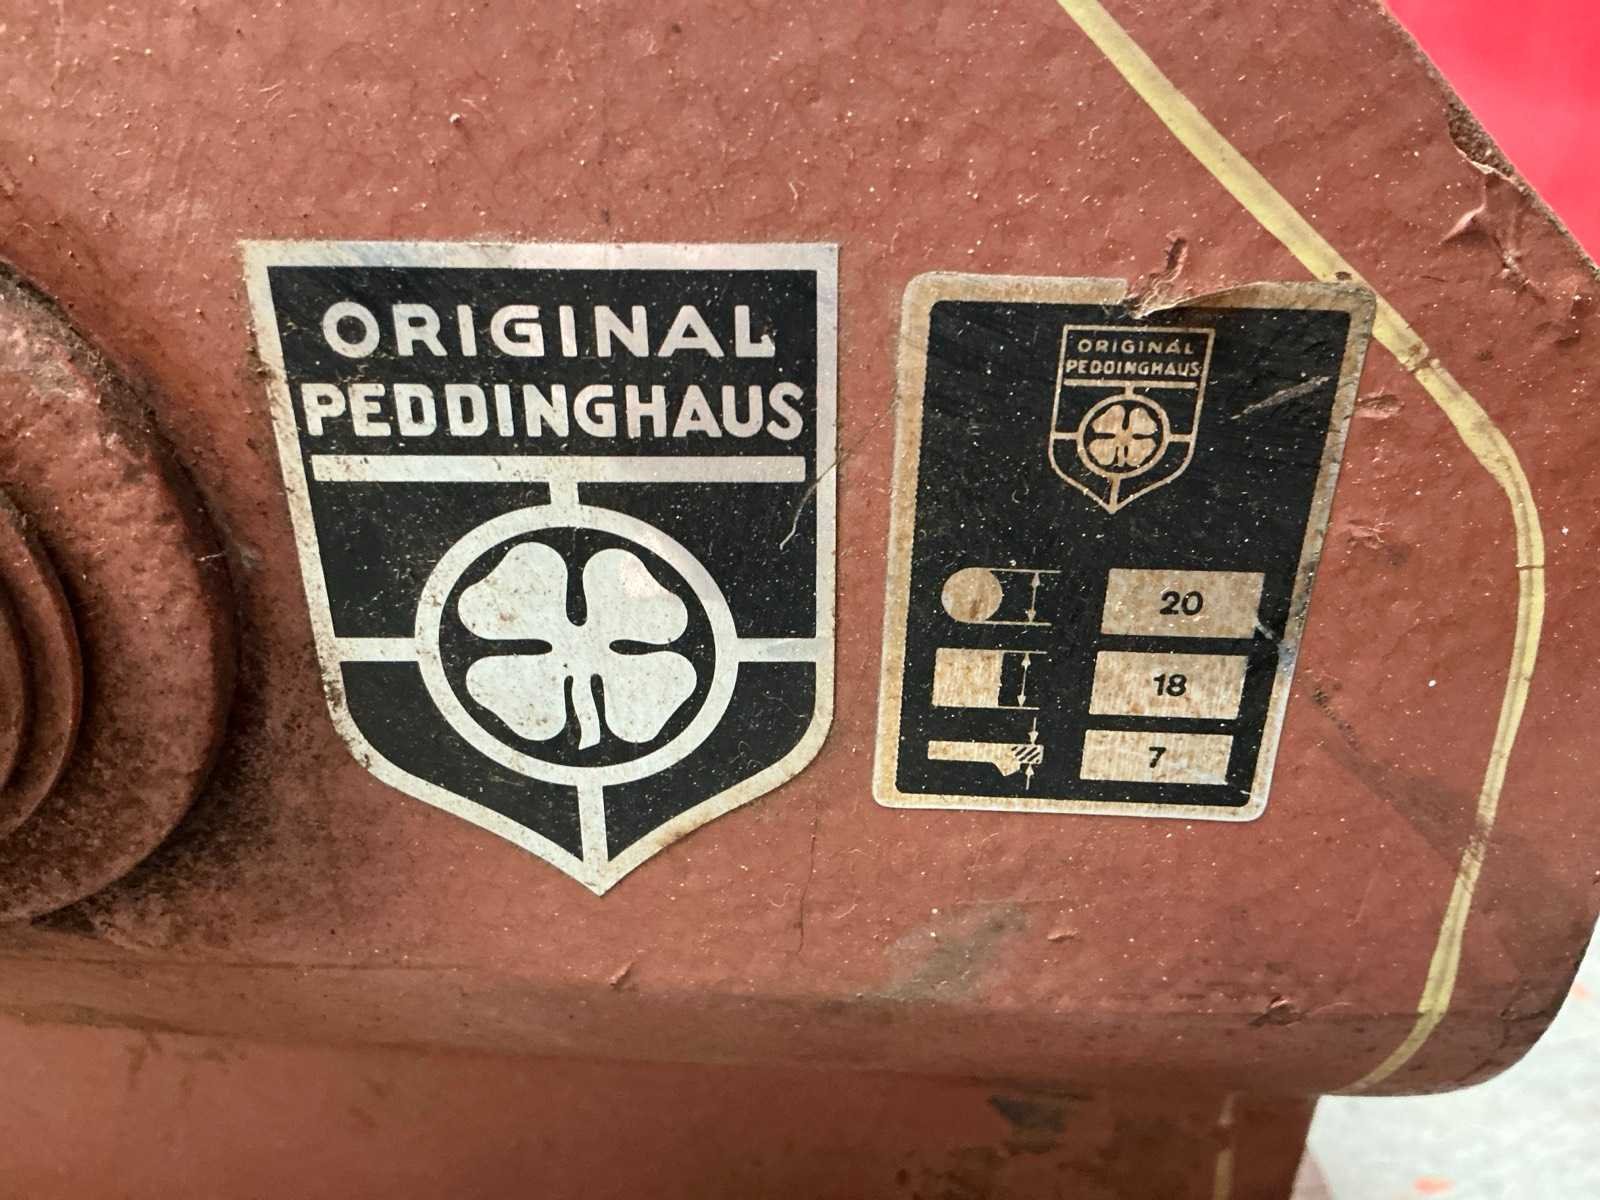 ORIGINAL
PEDDINGHAUS
ORIGINAL
PEDDINGHAUS
20
18
7